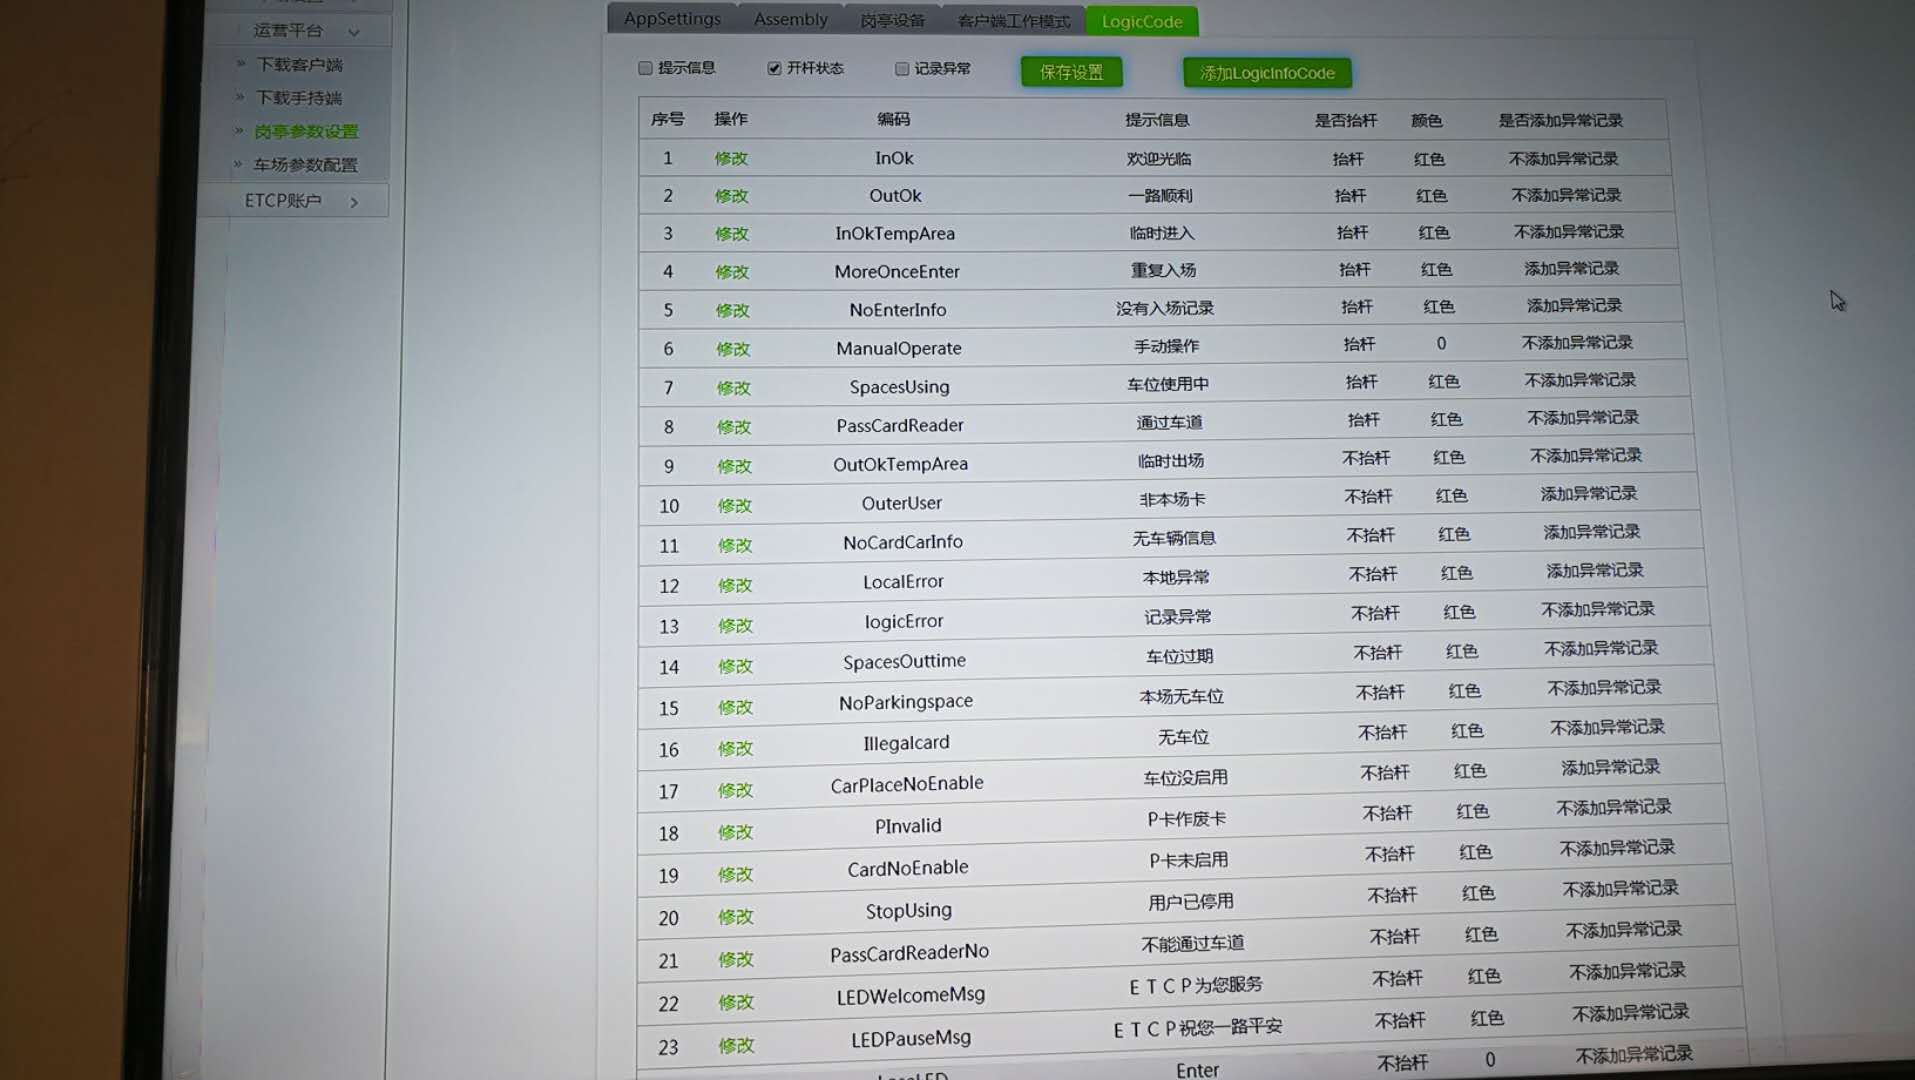 运营平台
下载客户端
下载手持端
岗亭参数设置
车场参数配置
ETCP账户
AppSettings Assembly 岗亭设备 客户端工作模式 LogicCode
提示信息 开杆状态 记录异常 保存设置 添加LogicInfoCode
序号 操作 编码 提示信息 是否抬杆 颜色 是否添加异常记录
1 修改 InOk 欢迎光临 抬杆 红色 不添加异常记录
2 修改 OutOk 一路顺利 抬杆 红色 不添加异常记录
3 修改 InOkTempArea 临时进入 抬杆 红色 不添加异常记录
4 修改 MoreOnceEnter 重复入场 抬杆 红色 添加异常记录
5 修改 NoEnterInfo 没有入场记录 抬杆 红色 添加异常记录
6 修改 ManualOperate 手动操作 抬杆 0 不添加异常记录
7 修改 SpacesUsing 车位使用中 抬杆 红色 不添加异常记录
8 修改 PassCardReader 通过车道 抬杆 红色 不添加异常记录
9 修改 OutOkTempArea 临时出场 不抬杆 红色 不添加异常记录
10 修改 OuterUser 非本场卡 不抬杆 红色 添加异常记录
11 修改 NoCardCarInfo 无车辆信息 不抬杆 红色 添加异常记录
12 修改 LocalError 本地异常 不抬杆 红色 添加异常记录
13 修改 logicError 记录异常 不抬杆 红色 不添加异常记录
14 修改 SpacesOuttime 车位过期 不抬杆 红色 不添加异常记录
15 修改 NoParkingspace 本场无车位 不抬杆 红色 不添加异常记录
16 修改 Illegalcard 无车位 不抬杆 红色 不添加异常记录
17 修改 CarPlaceNoEnable 车位没启用 不抬杆 红色 添加异常记录
18 修改 PInvalid P卡作废卡 不抬杆 红色 不添加异常记录
19 修改 CardNoEnable P卡未启用 不抬杆 红色 不添加异常记录
20 修改 StopUsing 用户已停用 不抬杆 红色 不添加异常记录
21 修改 PassCardReaderNo 不能通过车道 不抬杆 红色 不添加异常记录
22 修改 LEDWelcomeMsg E T C P为您服务 不抬杆 红色 不添加异常记录
23 修改 LEDPauseMsg E T C P祝您一路平安 不抬杆 红色 不添加异常记录
Enter 不抬杆 0 不添加异常记录